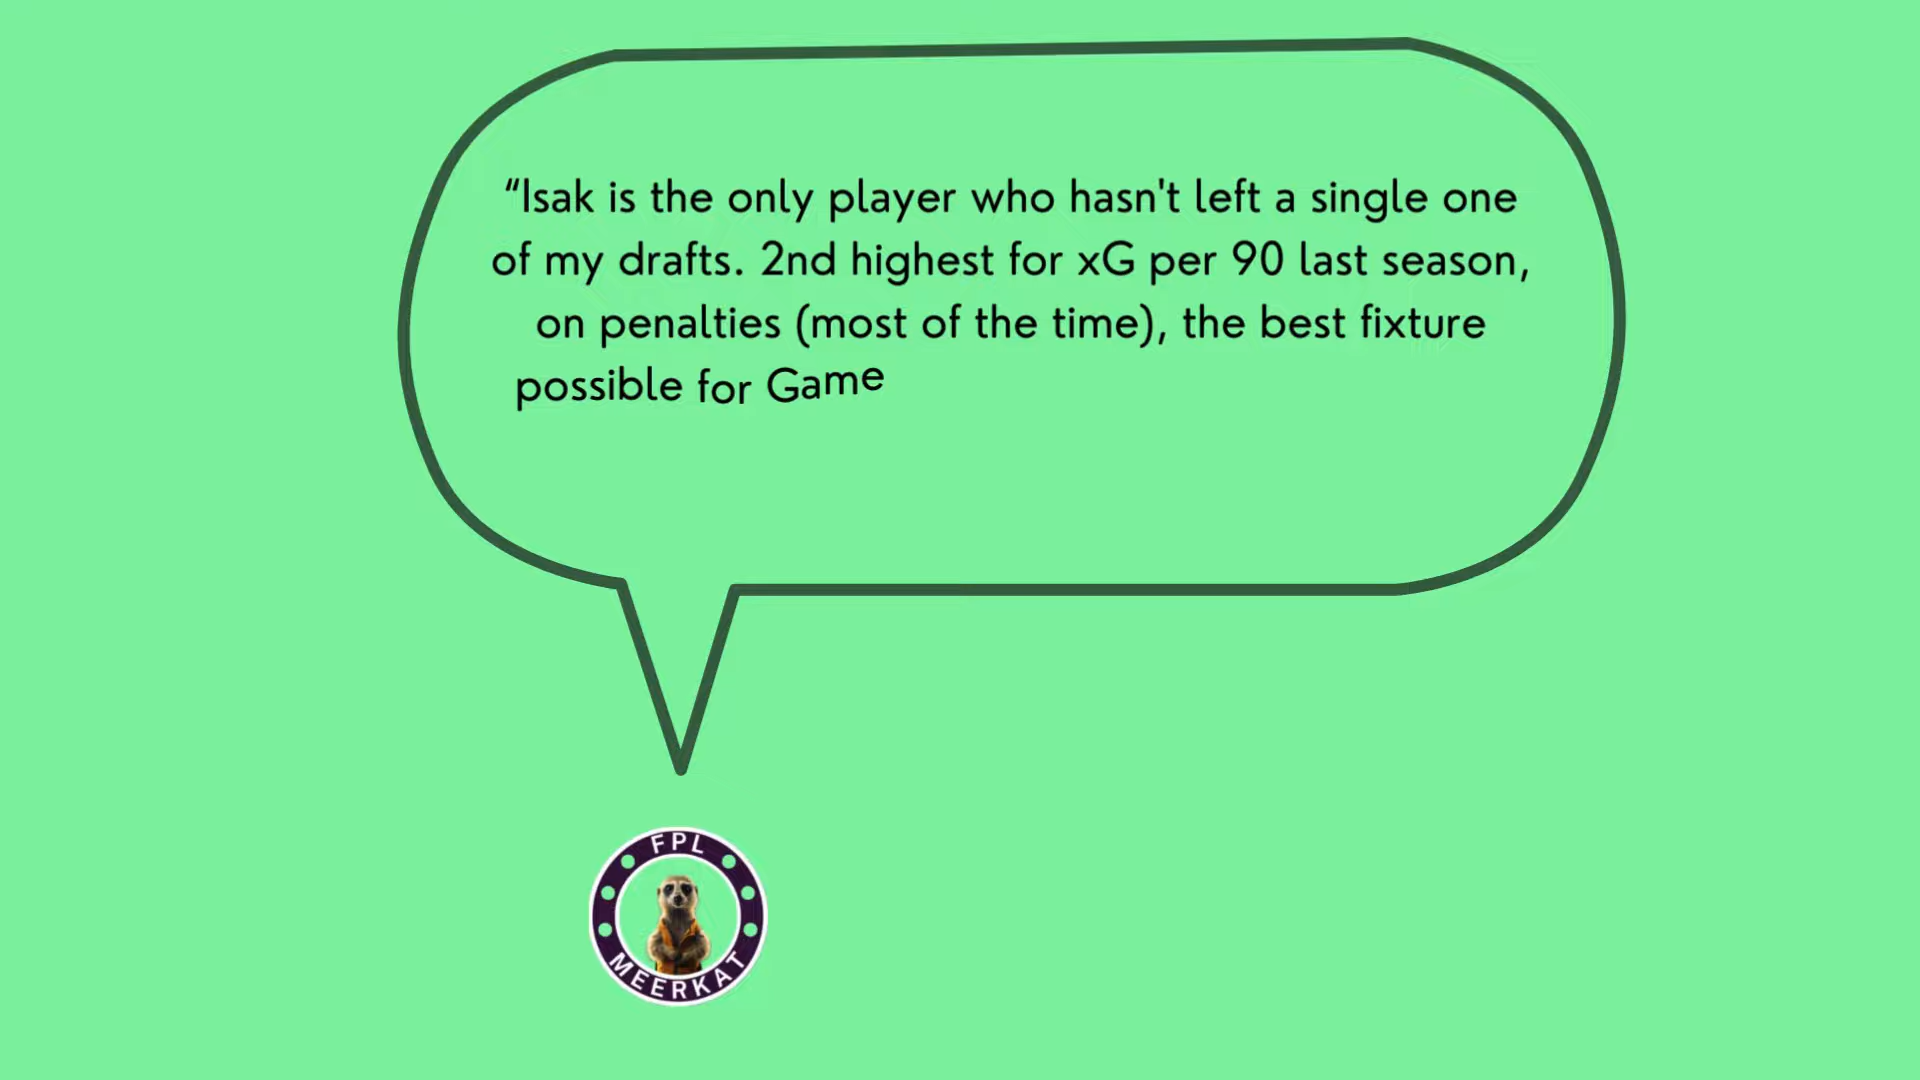 “Isak is the only player who hasn't left a single one
of my drafts. 2nd highest for xG per 90 last season,
on penalties (most of the time), the best fixture
possible for Game
FPL
MEERKAT